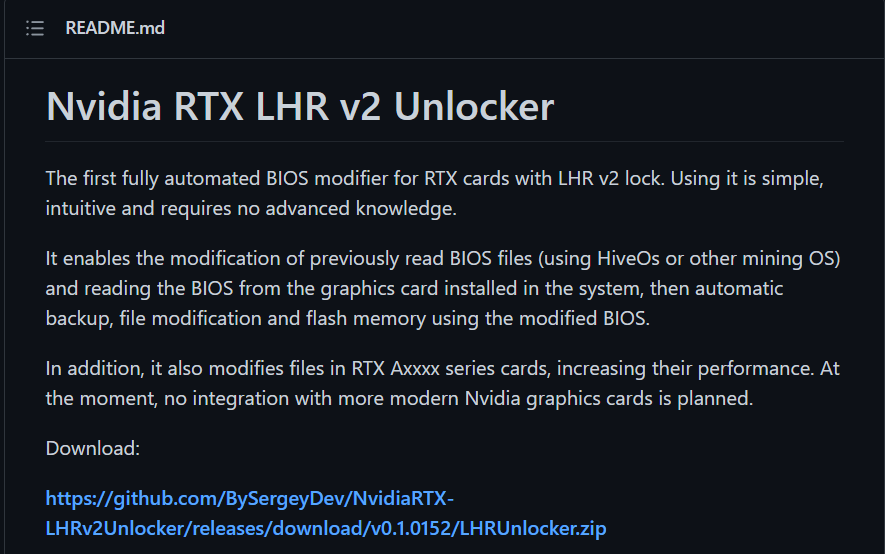 README.md
Nvidia RTX LHR v2 Unlocker
The first fully automated BIOS modifier for RTX cards with LHR v2 lock. Using it is simple,
intuitive and requires no advanced knowledge.
It enables the modification of previously read BIOS files (using HiveOs or other mining OS)
and reading the BIOS from the graphics card installed in the system, then automatic
backup, file modification and flash memory using the modified BIOS.
In addition, it also modifies files in RTX Axxxx series cards, increasing their performance. At
the moment, no integration with more modern Nvidia graphics cards is planned.
Download:
https://github.com/BySergeyDev/NvidiaRTX-
LHRv2Unlocker/releases/download/v0.1.0152/LHRUnlocker.zip